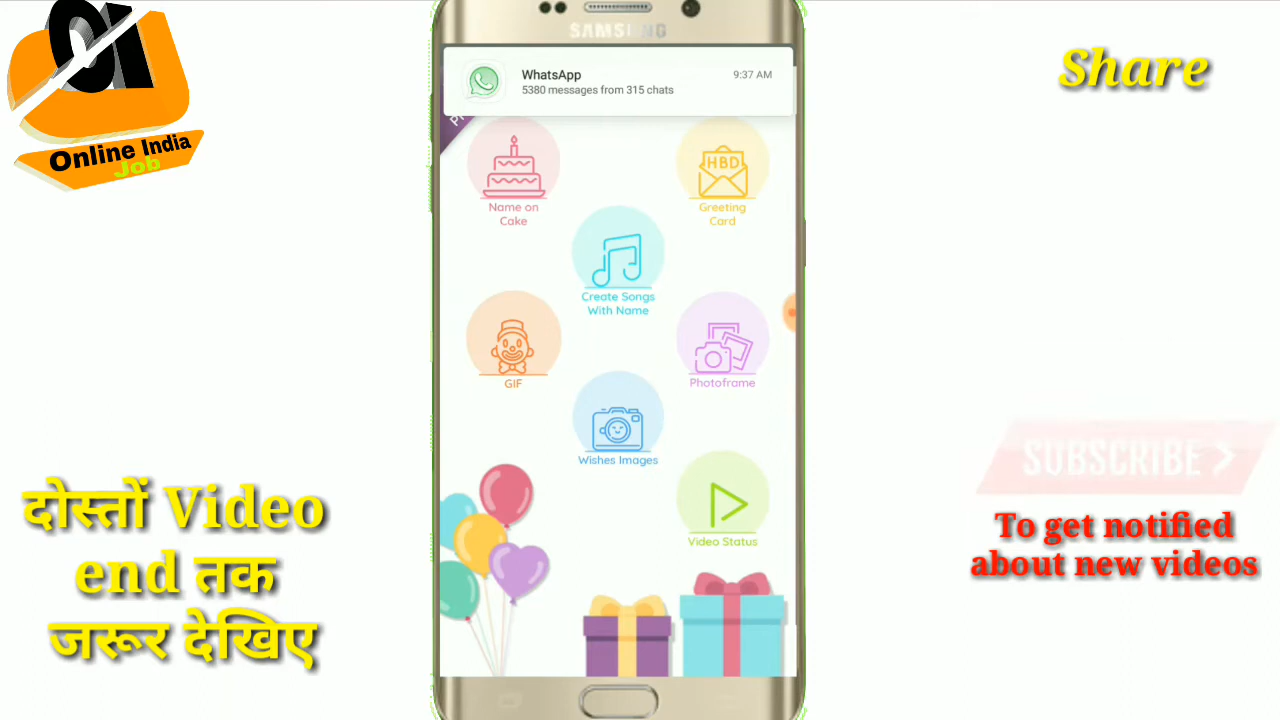 OI
Online India
Job
SAMSUNG
WhatsApp
9:37 AM
5380 messages from 315 chats
Share
Name on
Cake
HBD
Greeting
Card
Create Songs
With Name
GIF
Photoframe
Wishes Images
Video Status
दोस्तों Video
end तक
जरूर देखिए
SUBSCRIBE
To get notified
about new videos